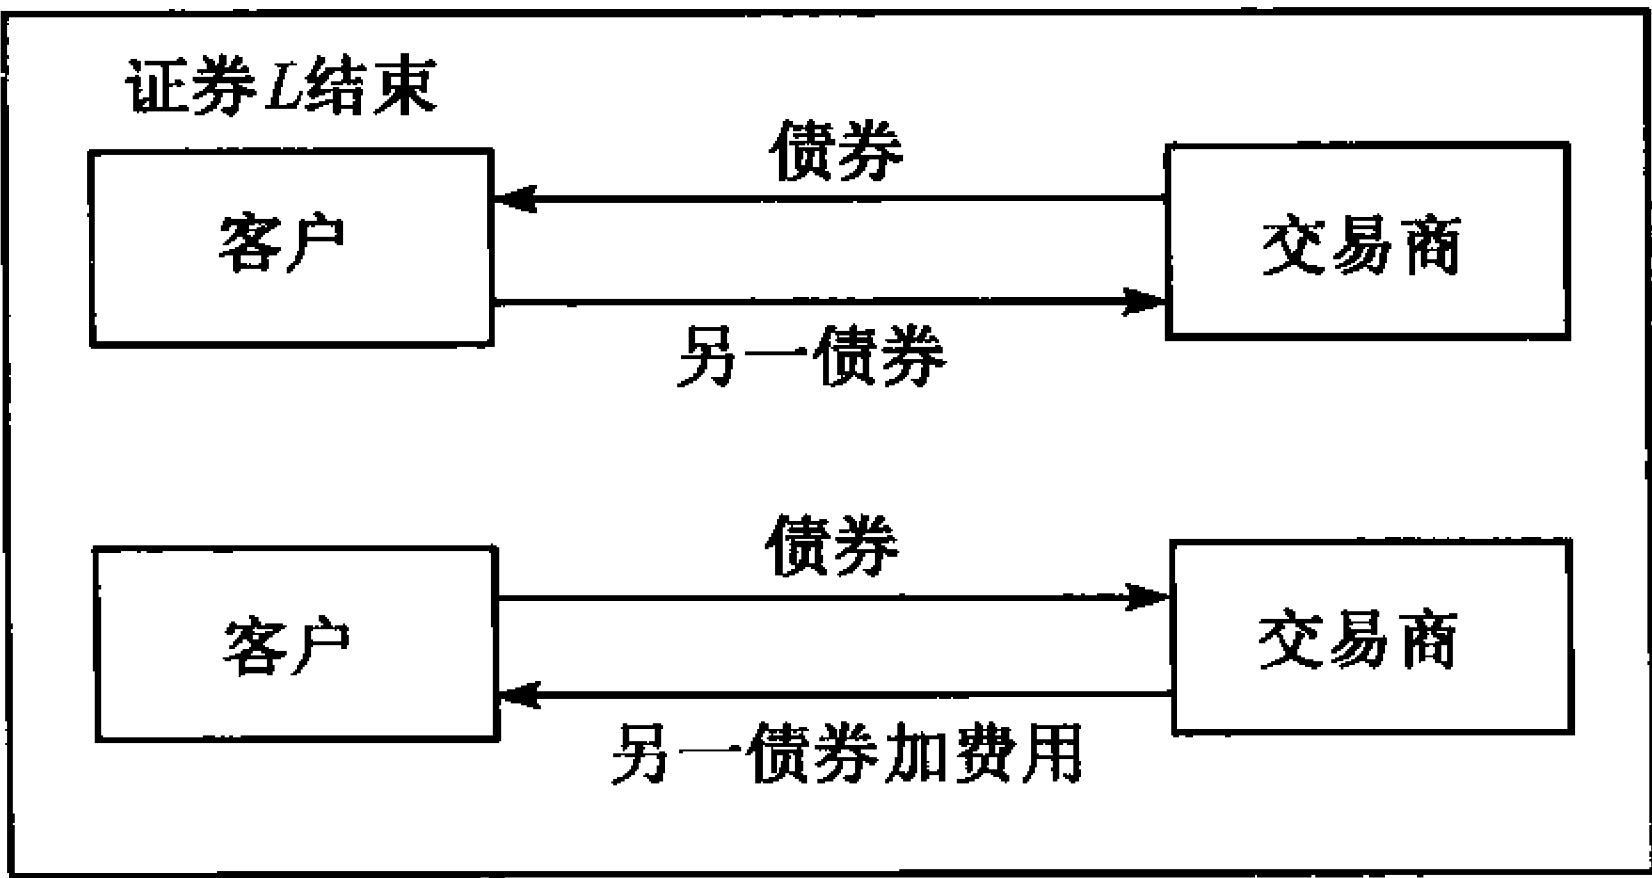 证券L结束
债券
客户
交易商
另一债券
债券
客户
交易商
另一债券加费用